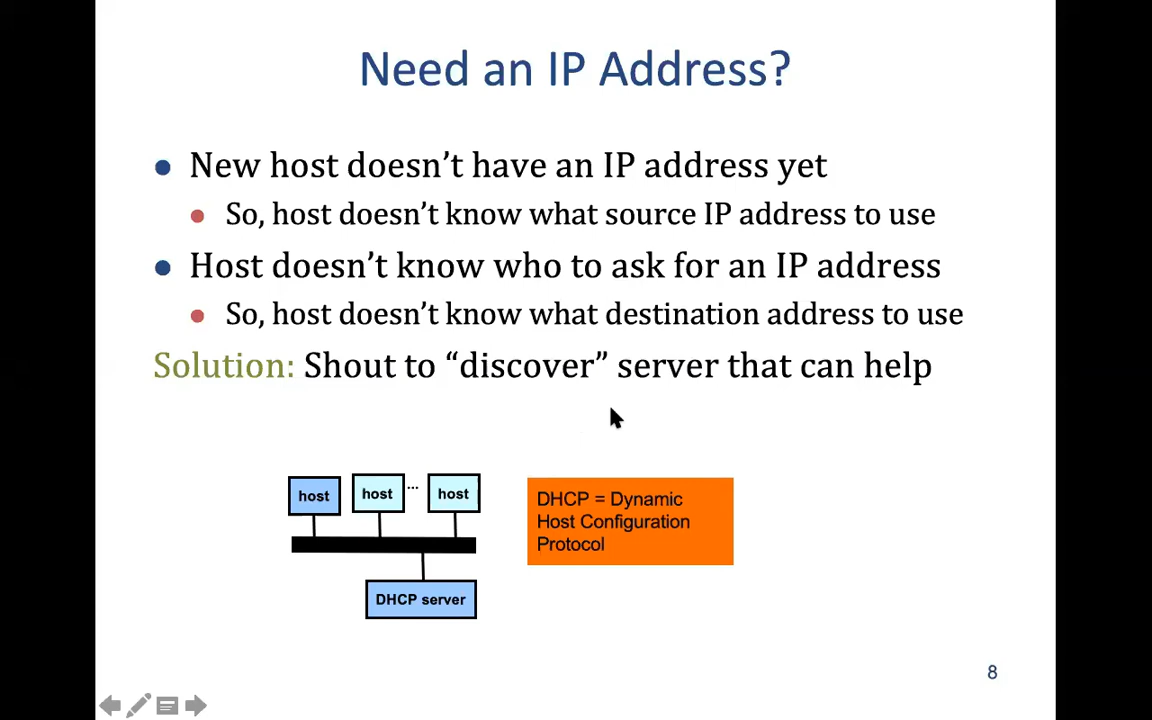 Need an IP Address?
New host doesn’t have an IP address yet
So, host doesn’t know what source IP address to use
Host doesn’t know who to ask for an IP address
So, host doesn’t know what destination address to use
Solution: Shout to “discover” server that can help
host host ... host
DHCP server
DHCP = Dynamic
Host Configuration
Protocol
8